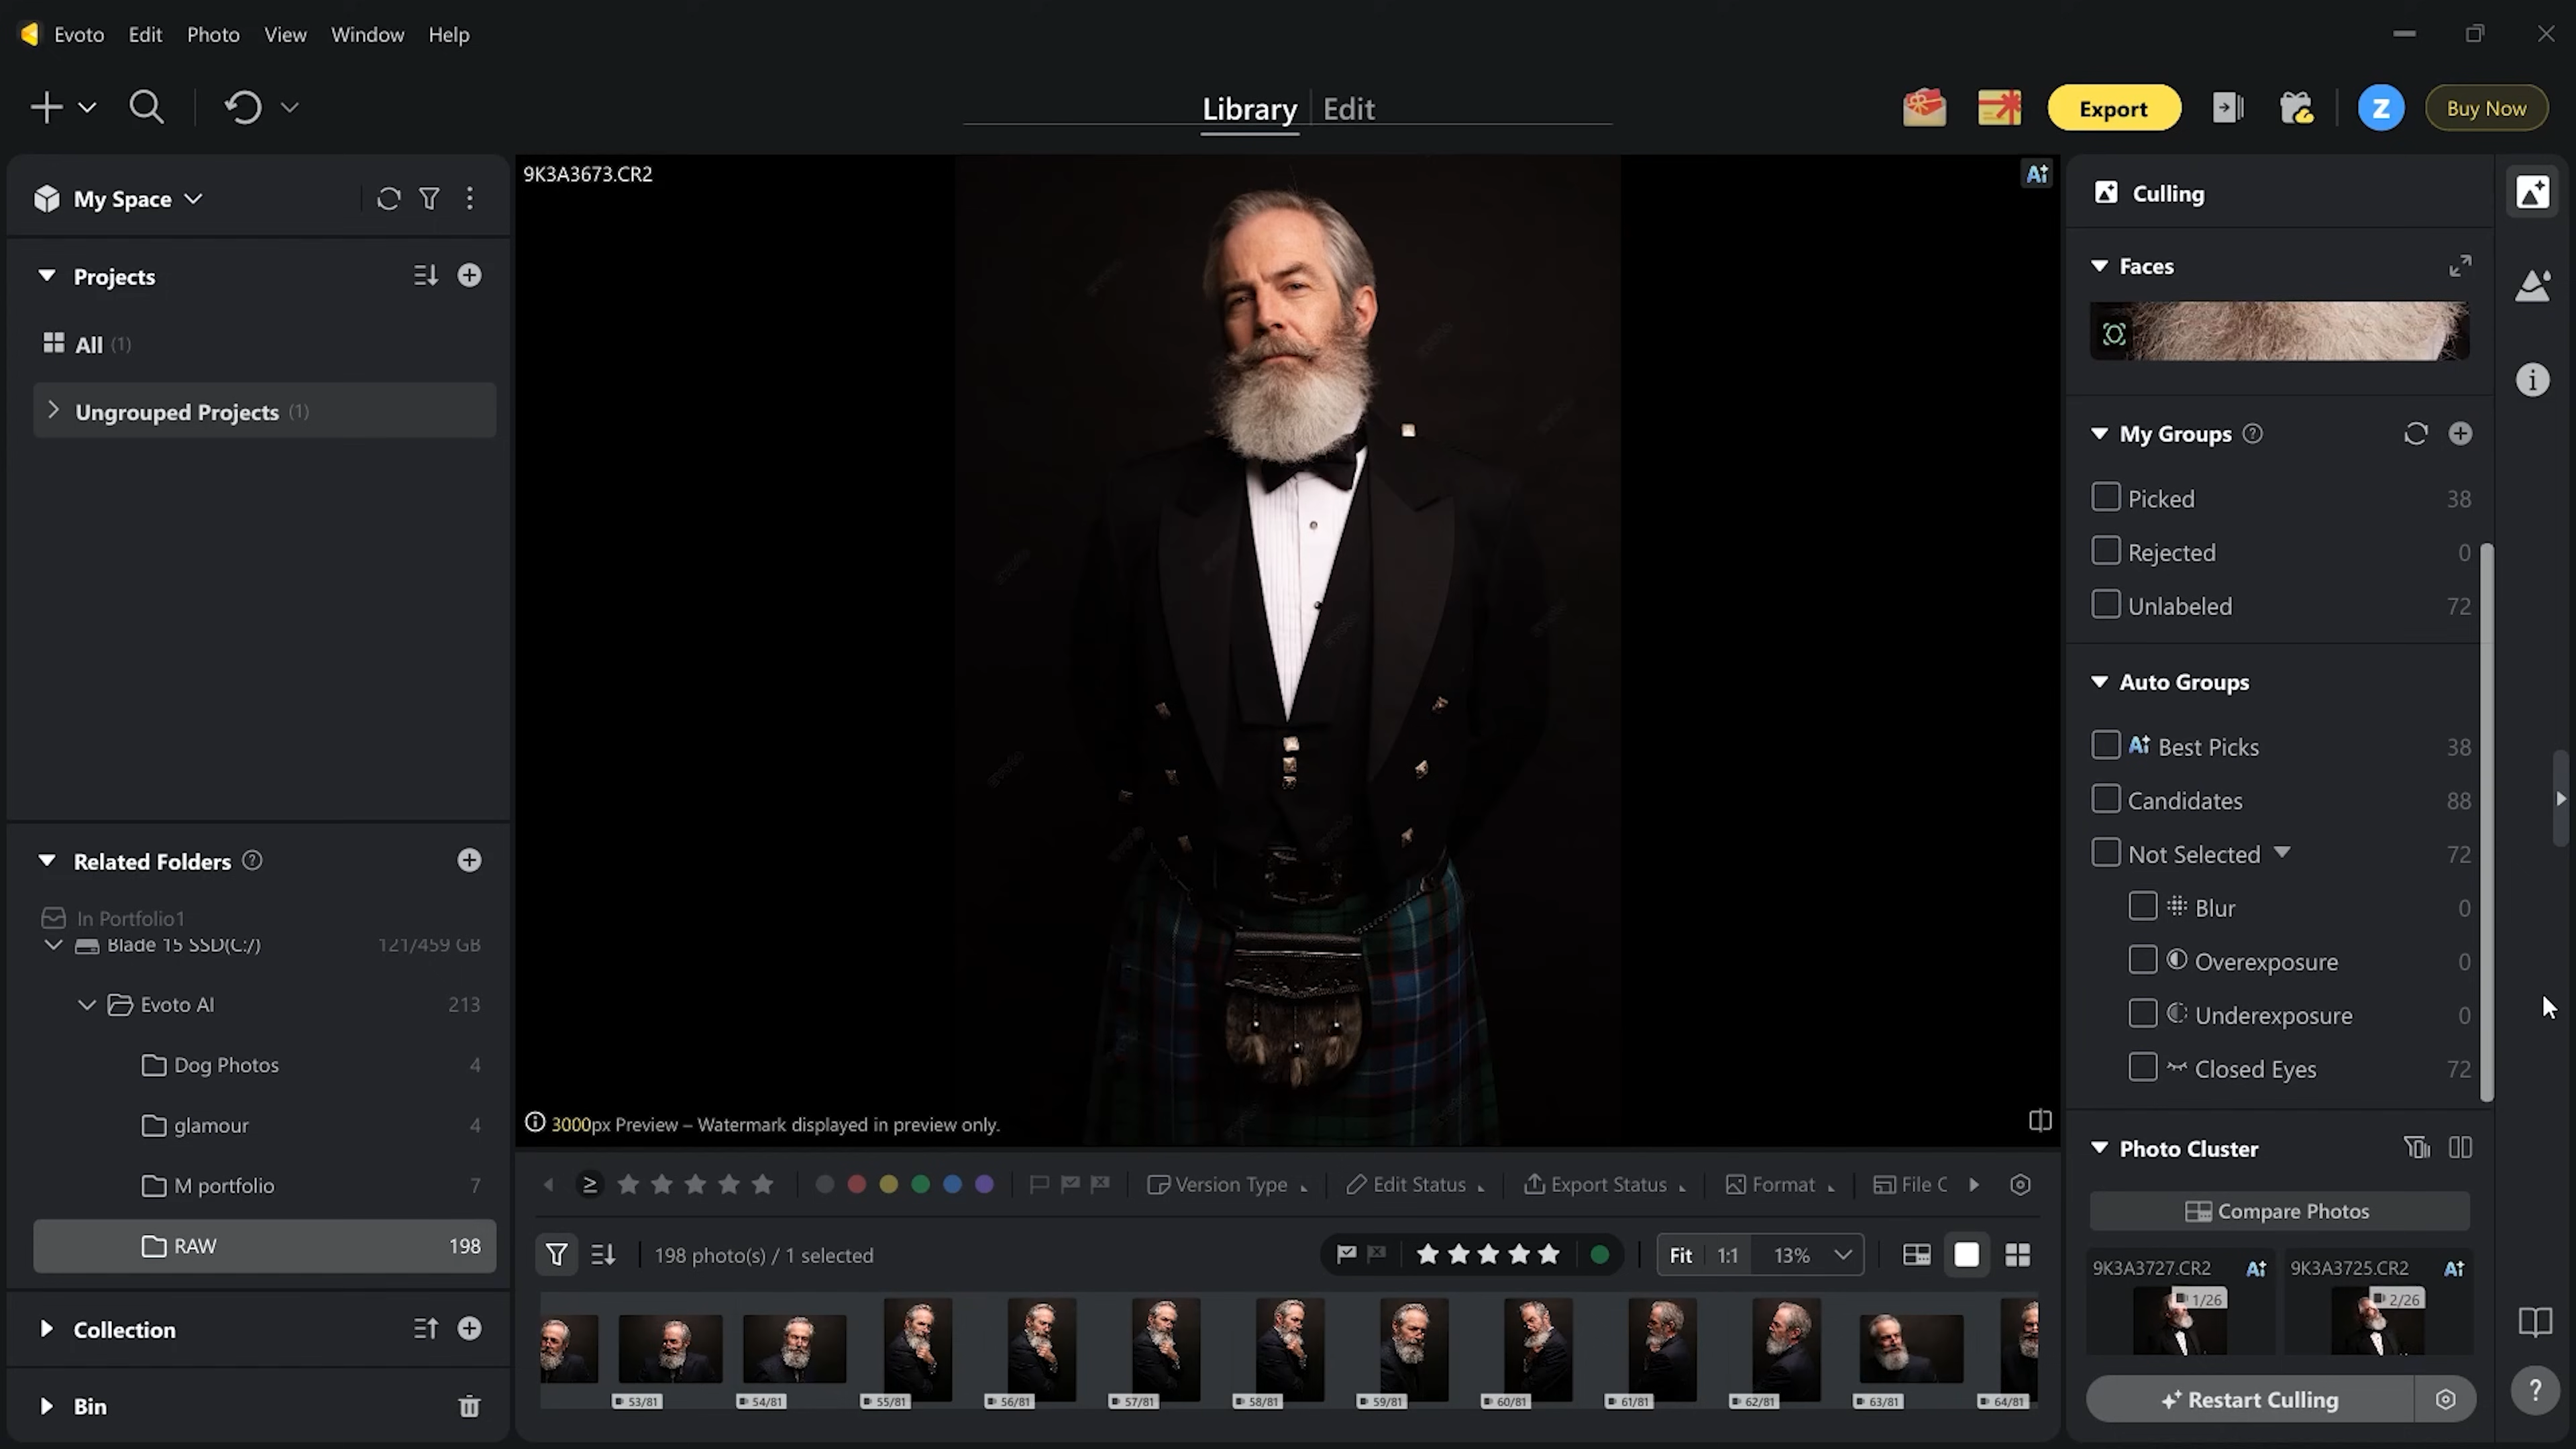 Evoto Edit Photo View Window Help
Library Edit
Export
Z
Buy Now
My Space
Projects
All (1)
Ungrouped Projects (1)
Related Folders ?
In Portfolio1
Blade 15 SSD(C:/) 121/459 GB
Evoto AI 213
Dog Photos 4
glamour 4
M portfolio 7
RAW 198
Collection
Bin
9K3A3673.CR2
Ai
3000px Preview – Watermark displayed in preview only.
≥ Version Type Edit Status Export Status Format File C
198 photo(s) / 1 selected
Fit 1:1 13%
53/81 54/81 55/81 56/81 57/81 58/81 59/81 60/81 61/81 62/81 63/81 64/81
Culling
Faces
My Groups ?
Picked 38
Rejected 0
Unlabeled 72
Auto Groups
Ai Best Picks 38
Candidates 88
Not Selected 72
Blur 0
Overexposure 0
Underexposure 0
Closed Eyes 72
Photo Cluster
Compare Photos
9K3A3727.CR2 Ai 9K3A3725.CR2 Ai
1/26 2/26
Restart Culling
?